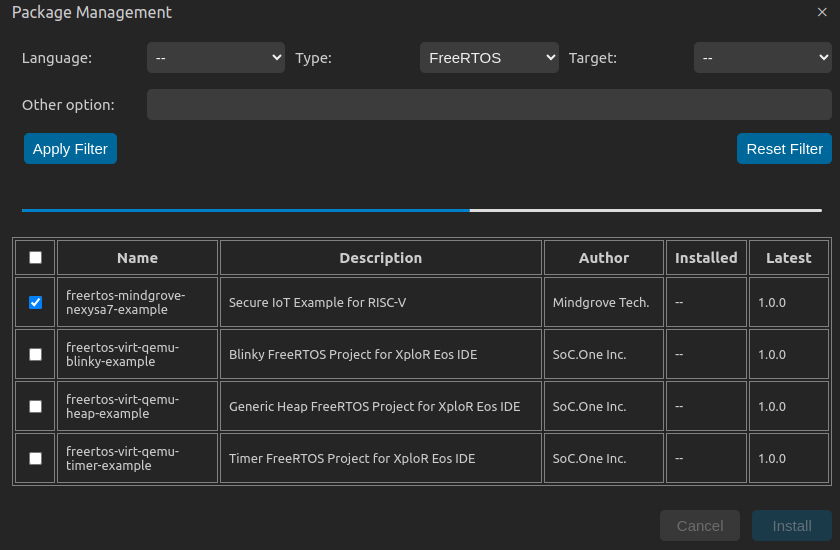 Package Management ×
Language: -- Type: FreeRTOS Target: --
Other option:
Apply Filter Reset Filter
Name Description Author Installed Latest
freertos-mindgrove-
nexysa7-example Secure IoT Example for RISC-V Mindgrove Tech. -- 1.0.0
freertos-virt-qemu-
blinky-example Blinky FreeRTOS Project for XploR Eos IDE SoC.One Inc. -- 1.0.0
freertos-virt-qemu-
heap-example Generic Heap FreeRTOS Project for XploR Eos IDE SoC.One Inc. -- 1.0.0
freertos-virt-qemu-
timer-example Timer FreeRTOS Project for XploR Eos IDE SoC.One Inc. -- 1.0.0
Cancel Install